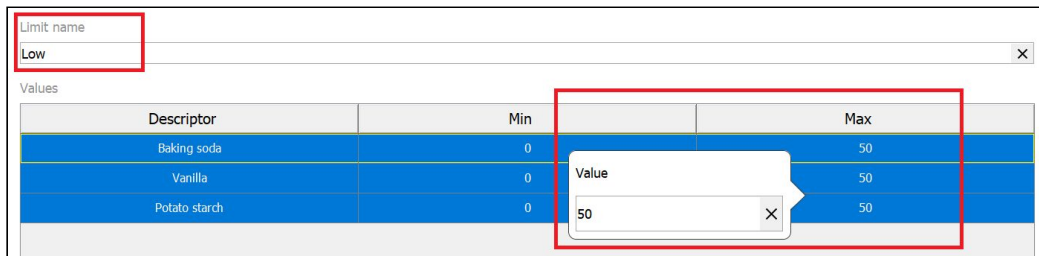 Limit name
Low
Values
Descriptor Min Max
Baking soda 0 50
Vanilla 0 50
Potato starch 0 50
Value
50